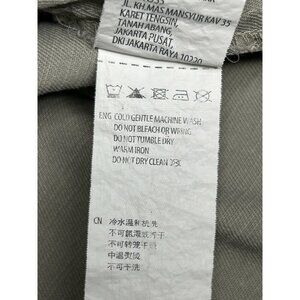 JL. KH. MAS MANSYUR KAV 35
KARET TENGSIN,
TANAH ABANG,
JAKARTA PUSAT,
DKI JAKARTA RAYA 10220
ENG COLD GENTLE MACHINE WASH
DO NOT BLEACH OR WRING
DO NOT TUMBLE DRY
WARM IRON
DO NOT DRY CLEAN
CN 冷水温和机洗
不可氯漂或拧干
不可转笼干燥
中温熨烫
不可干洗